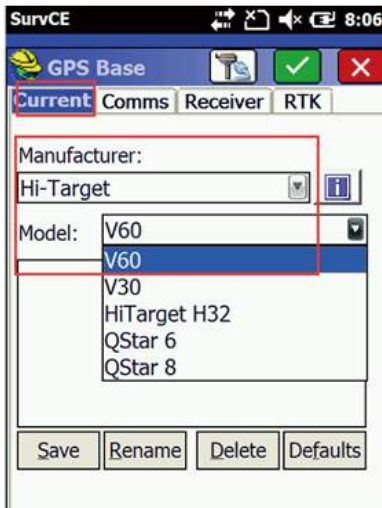 SurvCE 8:06
GPS Base
Current Comms Receiver RTK
Manufacturer:
Hi-Target
Model: V60
V60
V30
HiTarget H32
QStar 6
QStar 8
Save Rename Delete Defaults